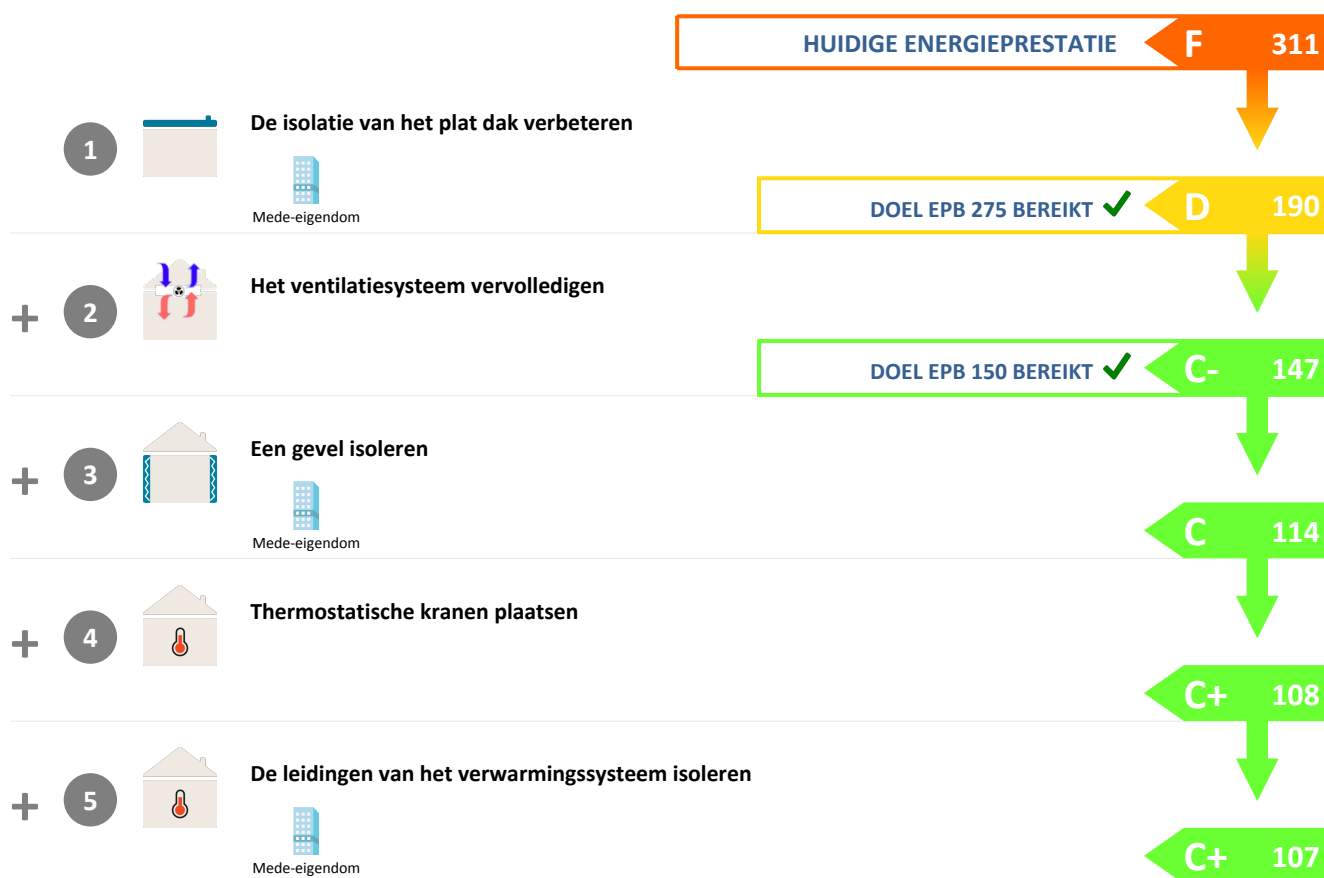 HUIDIGE ENERGIEPRESTATIE F 311
1 De isolatie van het plat dak verbeteren
Mede-eigendom
DOEL EPB 275 BEREIKT ✔ D 190
+ 2 Het ventilatiesysteem vervolledigen
DOEL EPB 150 BEREIKT ✔ C- 147
+ 3 Een gevel isoleren
Mede-eigendom
C 114
+ 4 Thermostatische kranen plaatsen
C+ 108
+ 5 De leidingen van het verwarmingssysteem isoleren
Mede-eigendom
C+ 107